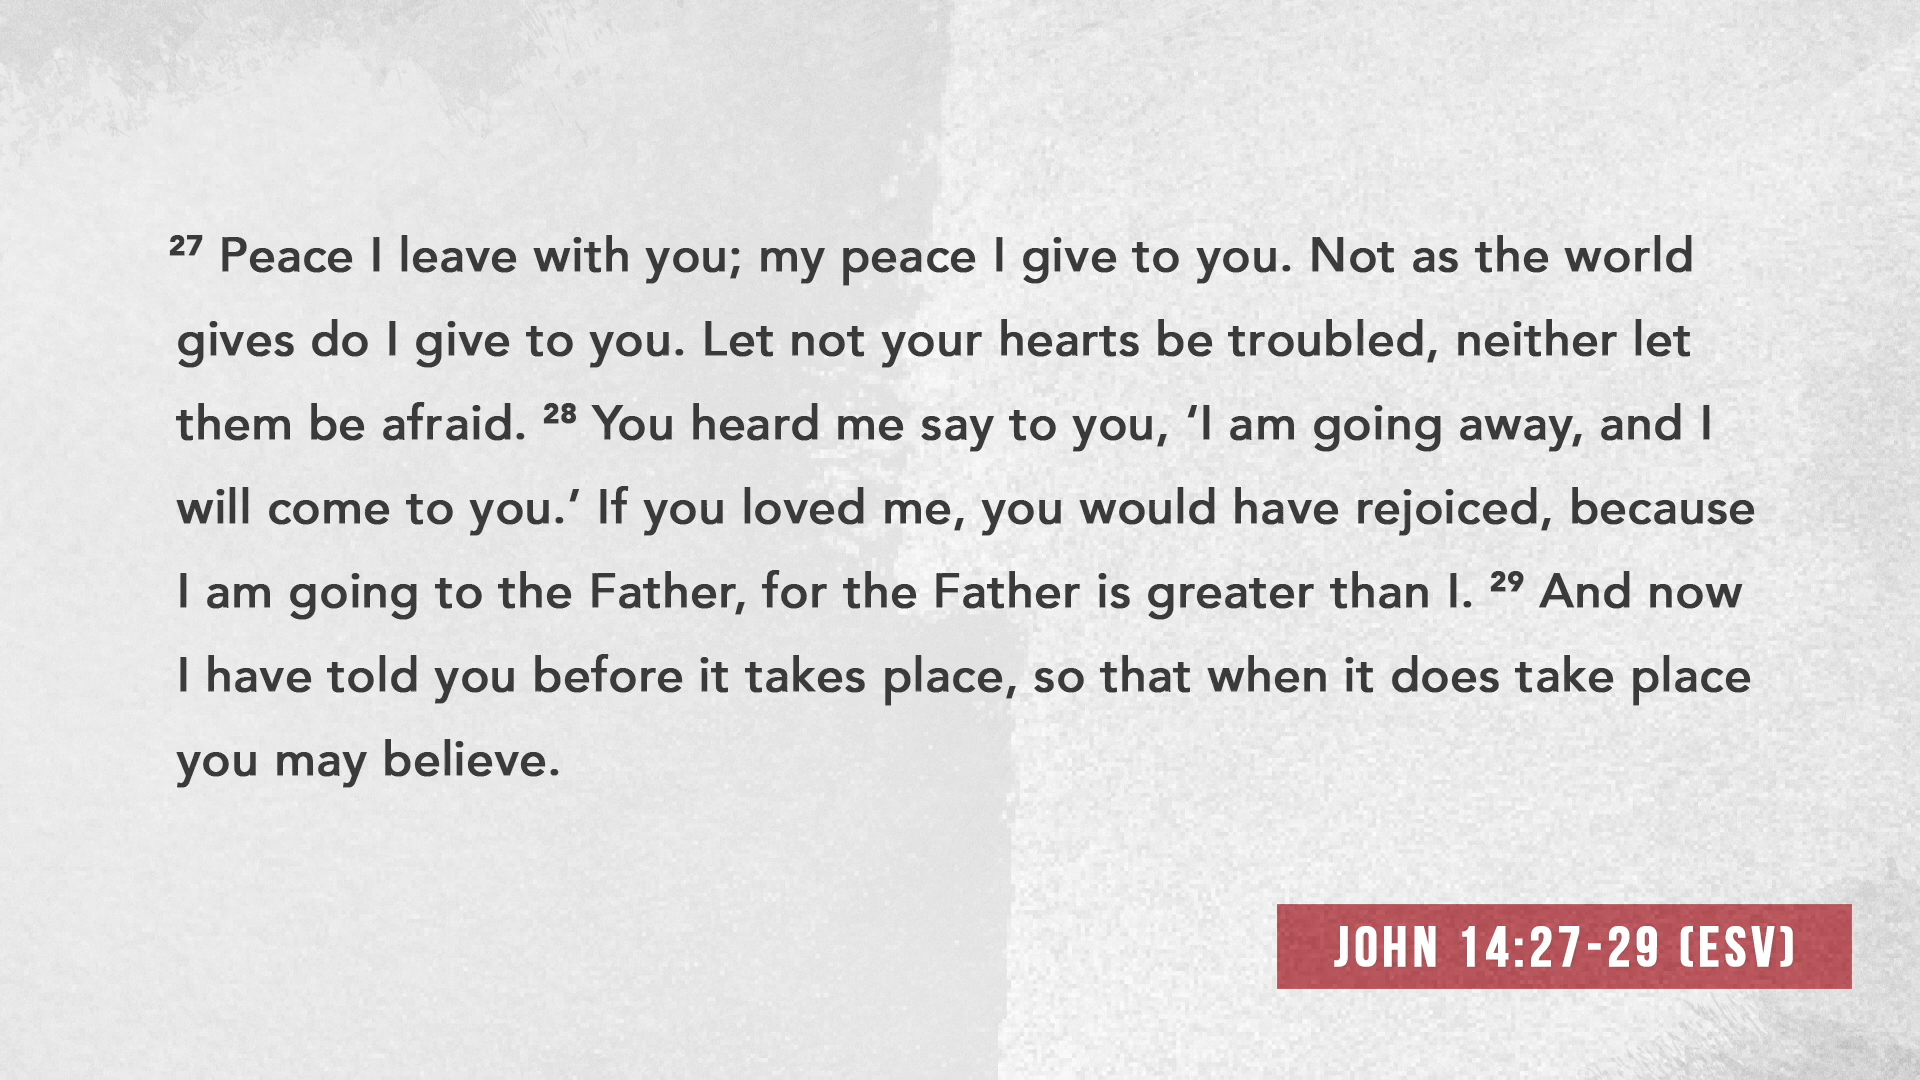 ²⁷ Peace I leave with you; my peace I give to you. Not as the world
gives do I give to you. Let not your hearts be troubled, neither let
them be afraid. ²⁸ You heard me say to you, ‘I am going away, and I
will come to you.’ If you loved me, you would have rejoiced, because
I am going to the Father, for the Father is greater than I. ²⁹ And now
I have told you before it takes place, so that when it does take place
you may believe.
JOHN 14:27-29 (ESV)